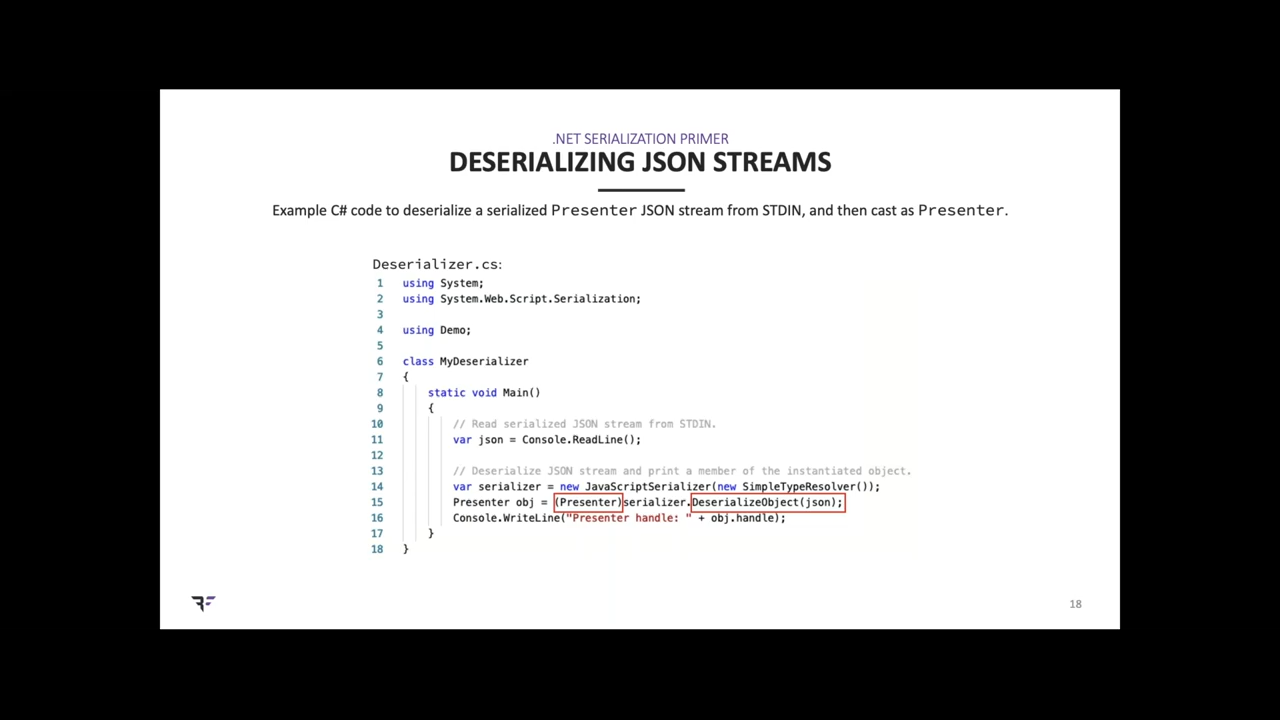 .NET SERIALIZATION PRIMER
DESERIALIZING JSON STREAMS
Example C# code to deserialize a serialized Presenter JSON stream from STDIN, and then cast as Presenter.
Deserializer.cs:
1 using System;
2 using System.Web.Script.Serialization;
3
4 using Demo;
5
6 class MyDeserializer
7 {
8 static void Main()
9 {
10 // Read serialized JSON stream from STDIN.
11 var json = Console.ReadLine();
12
13 // Deserialize JSON stream and print a member of the instantiated object.
14 var serializer = new JavaScriptSerializer(new SimpleTypeResolver());
15 Presenter obj = (Presenter)serializer.DeserializeObject(json);
16 Console.WriteLine("Presenter handle: " + obj.handle);
17 }
18 }
RF
18